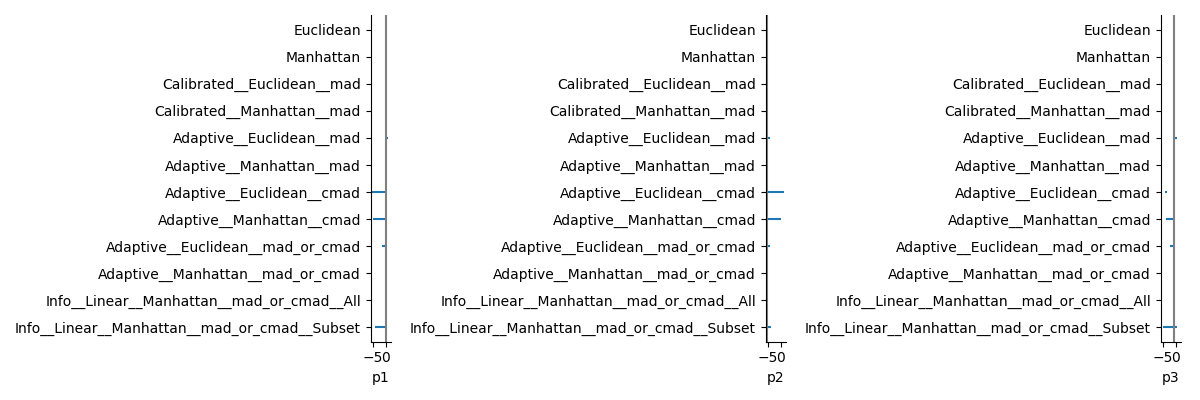 Euclidean
Manhattan
Calibrated__Euclidean__mad
Calibrated__Manhattan__mad
Adaptive__Euclidean__mad
Adaptive__Manhattan__mad
Adaptive__Euclidean__cmad
Adaptive__Manhattan__cmad
Adaptive__Euclidean__mad_or_cmad
Adaptive__Manhattan__mad_or_cmad
Info__Linear__Manhattan__mad_or_cmad__All
Info__Linear__Manhattan__mad_or_cmad__Subset
−50
p1
Euclidean
Manhattan
Calibrated__Euclidean__mad
Calibrated__Manhattan__mad
Adaptive__Euclidean__mad
Adaptive__Manhattan__mad
Adaptive__Euclidean__cmad
Adaptive__Manhattan__cmad
Adaptive__Euclidean__mad_or_cmad
Adaptive__Manhattan__mad_or_cmad
Info__Linear__Manhattan__mad_or_cmad__All
Info__Linear__Manhattan__mad_or_cmad__Subset
−50
p2
Euclidean
Manhattan
Calibrated__Euclidean__mad
Calibrated__Manhattan__mad
Adaptive__Euclidean__mad
Adaptive__Manhattan__mad
Adaptive__Euclidean__cmad
Adaptive__Manhattan__cmad
Adaptive__Euclidean__mad_or_cmad
Adaptive__Manhattan__mad_or_cmad
Info__Linear__Manhattan__mad_or_cmad__All
Info__Linear__Manhattan__mad_or_cmad__Subset
−50
p3